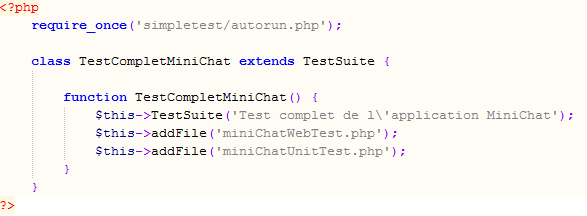 <?php
require_once('simpletest/autorun.php');
class TestCompletMiniChat extends TestSuite {
function TestCompletMiniChat() {
$this->TestSuite('Test complet de l\'application MiniChat');
$this->addFile('miniChatWebTest.php');
$this->addFile('miniChatUnitTest.php');
}
}
?>